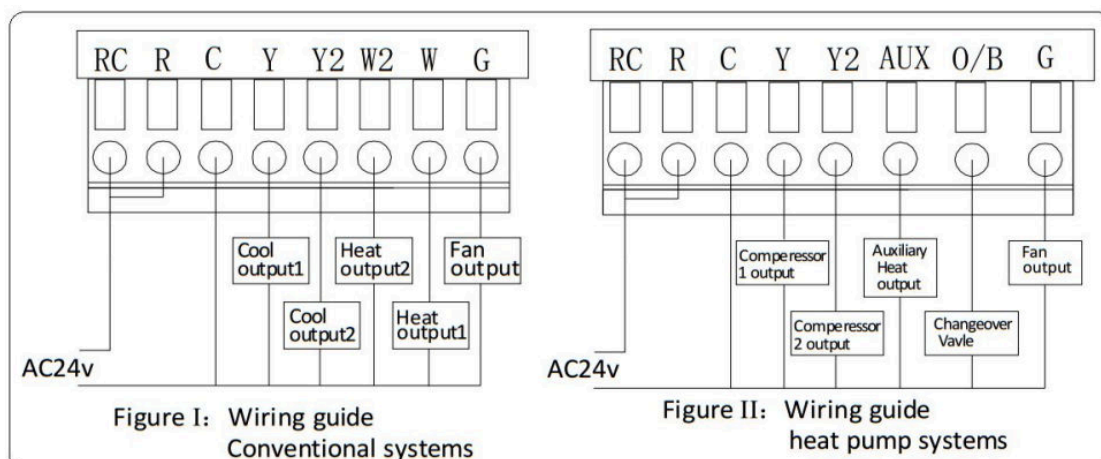 RC R C Y Y2 W2 W G
Cool
output1
Cool
output2
Heat
output2
Heat
output1
Fan
output
AC24v
Figure I: Wiring guide
Conventional systems
RC R C Y Y2 AUX O/B G
Comperessor
1 output
Comperessor
2 output
Auxiliary
Heat
output
Changeover
Vavle
Fan
output
AC24v
Figure II: Wiring guide
heat pump systems